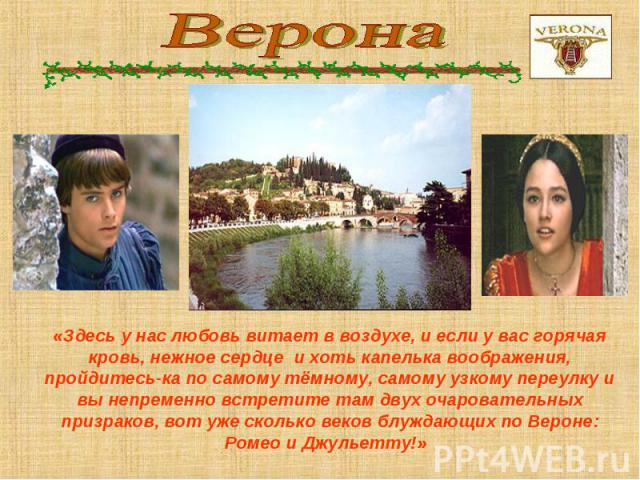 Верона
VERONA
«Здесь у нас любовь витает в воздухе, и если у вас горячая
кровь, нежное сердце и хоть капелька воображения,
пройдитесь-ка по самому тёмному, самому узкому переулку и
вы непременно встретите там двух очаровательных
призраков, вот уже сколько веков блуждающих по Вероне:
Ромео и Джульетту!»
PPt4WEB.ru